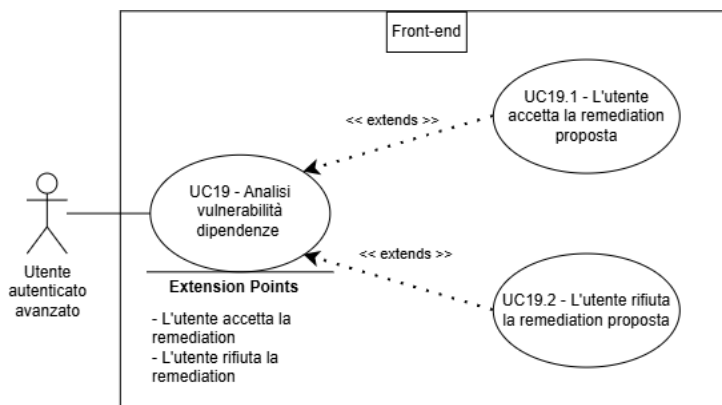 Front-end
UC19.1 - L'utente
accetta la remediation
proposta
<< extends >>
UC19 - Analisi
vulnerabilità
dipendenze
<< extends >>
Utente
autenticato
avanzato
Extension Points
- L'utente accetta la
remediation
- L'utente rifiuta la
remediation
UC19.2 - L'utente rifiuta
la remediation proposta